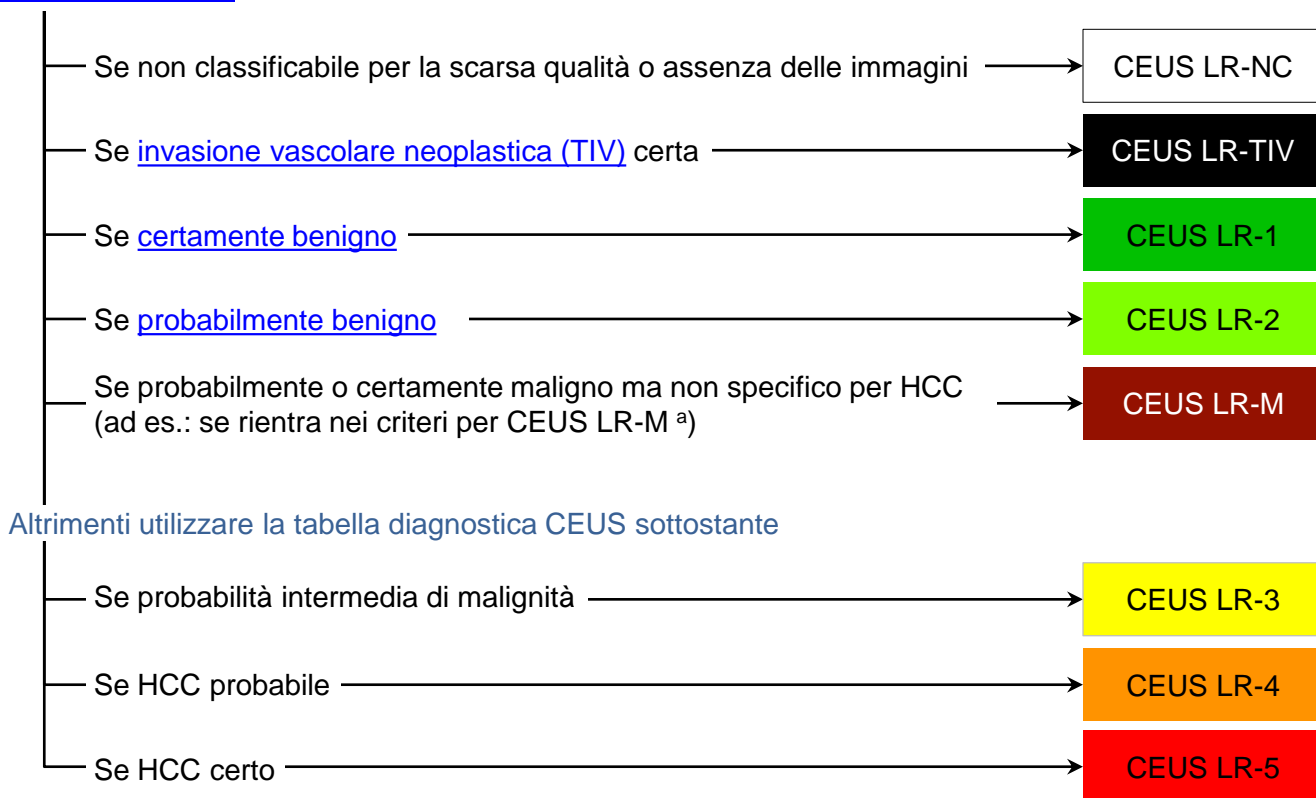 Se non classificabile per la scarsa qualità o assenza delle immagini CEUS LR-NC
Se invasione vascolare neoplastica (TIV) certa CEUS LR-TIV
Se certamente benigno CEUS LR-1
Se probabilmente benigno CEUS LR-2
Se probabilmente o certamente maligno ma non specifico per HCC
(ad es.: se rientra nei criteri per CEUS LR-M ᵃ) CEUS LR-M
Altrimenti utilizzare la tabella diagnostica CEUS sottostante
Se probabilità intermedia di malignità CEUS LR-3
Se HCC probabile CEUS LR-4
Se HCC certo CEUS LR-5